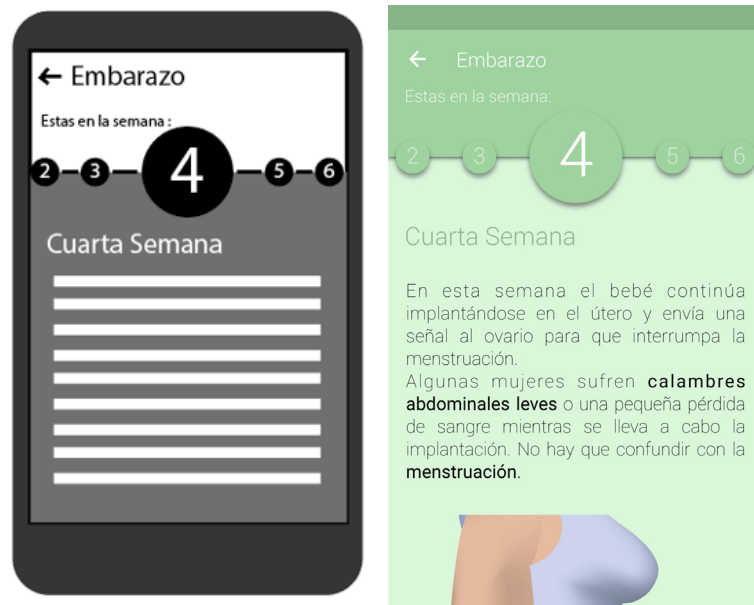 ← Embarazo
Estas en la semana :
2 3 4 5 6
Cuarta Semana
← Embarazo
Estas en la semana:
2 3 4 5 6
Cuarta Semana
En esta semana el bebé continúa
implantándose en el útero y envía una
señal al ovario para que interrumpa la
menstruación.
Algunas mujeres sufren calambres
abdominales leves o una pequeña pérdida
de sangre mientras se lleva a cabo la
implantación. No hay que confundir con la
menstruación.